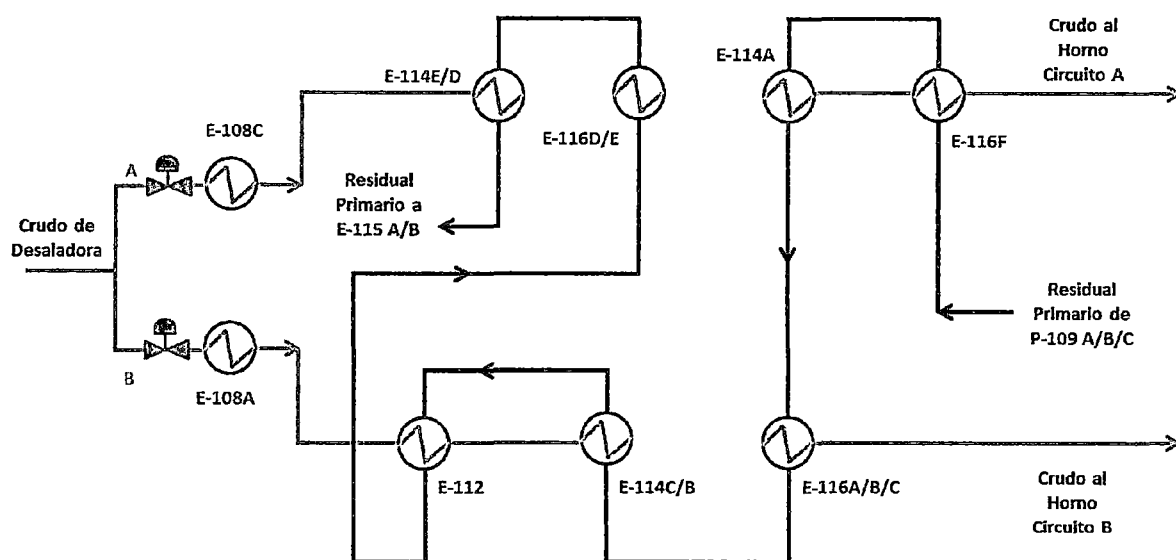 E-114E/D
E-114A
Crudo al
Horno
Circuito A
E-108C
E-116D/E
E-116F
A
Residual
Primario a
E-115 A/B
Crudo de
Desaladora
Residual
Primario de
P-109 A/B/C
B
E-108A
E-112
E-114C/B
E-116A/B/C
Crudo al
Horno
Circuito B